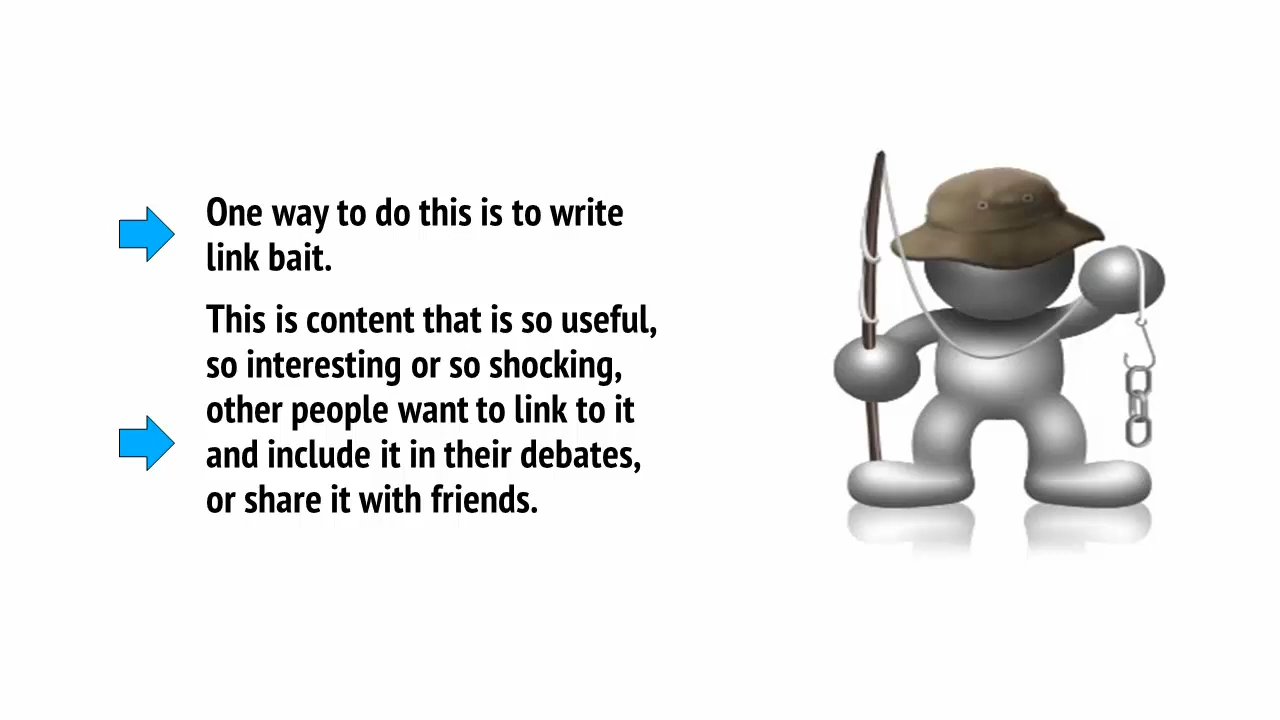 One way to do this is to write
link bait.
This is content that is so useful,
so interesting or so shocking,
other people want to link to it
and include it in their debates,
or share it with friends.